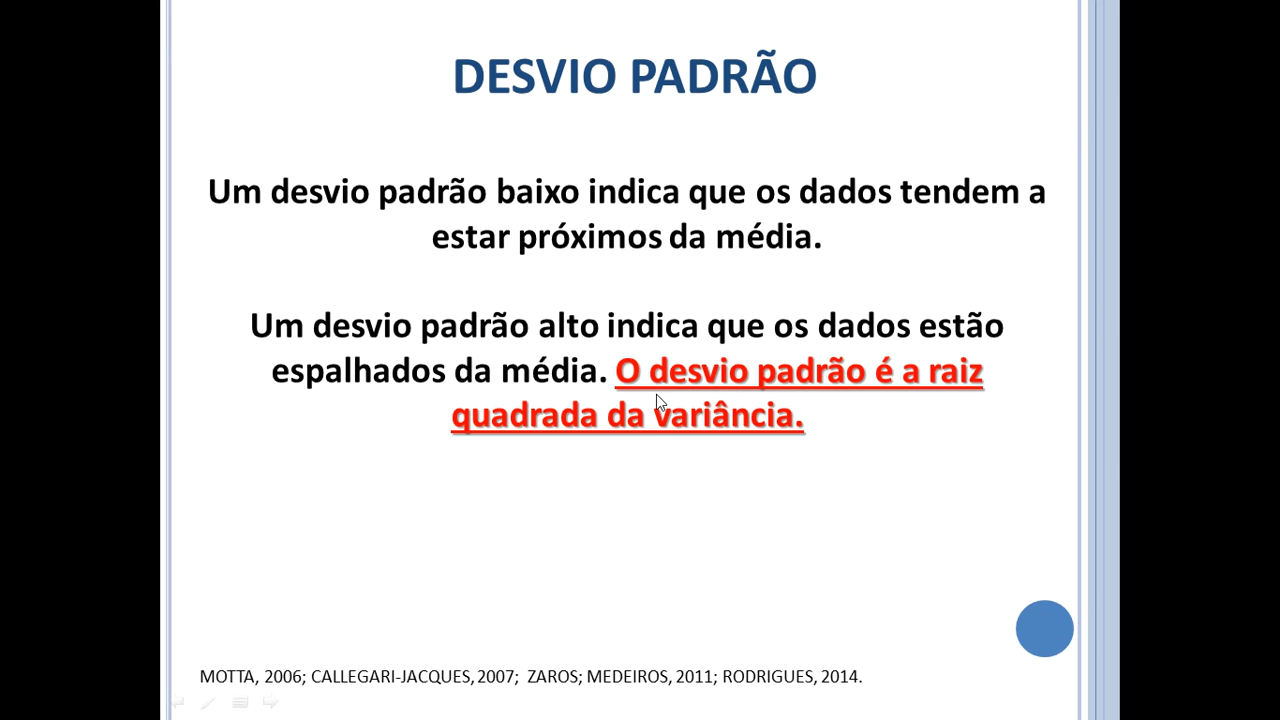 DESVIO PADRÃO
Um desvio padrão baixo indica que os dados tendem a
estar próximos da média.
Um desvio padrão alto indica que os dados estão
espalhados da média. O desvio padrão é a raiz
quadrada da variância.
MOTTA, 2006; CALLEGARI-JACQUES, 2007; ZAROS; MEDEIROS, 2011; RODRIGUES, 2014.